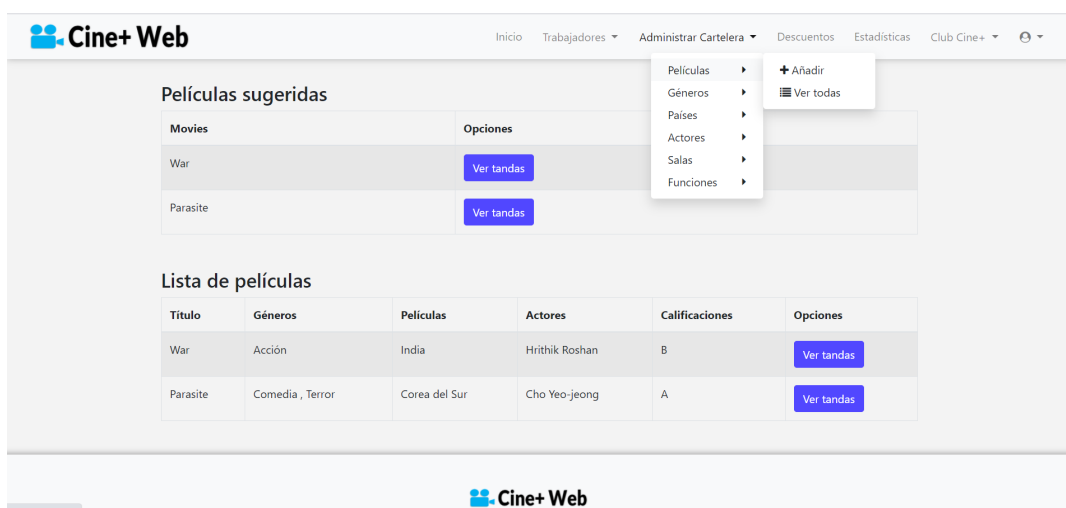 Cine+ Web
Inicio Trabajadores Administrar Cartelera Descuentos Estadísticas Club Cine+
Películas
Géneros
Países
Actores
Salas
Funciones
Añadir
Ver todas
Películas sugeridas
Movies Opciones
War Ver tandas
Parasite Ver tandas
Lista de películas
Título Géneros Películas Actores Calificaciones Opciones
War Acción India Hrithik Roshan B Ver tandas
Parasite Comedia , Terror Corea del Sur Cho Yeo-jeong A Ver tandas
Cine+ Web